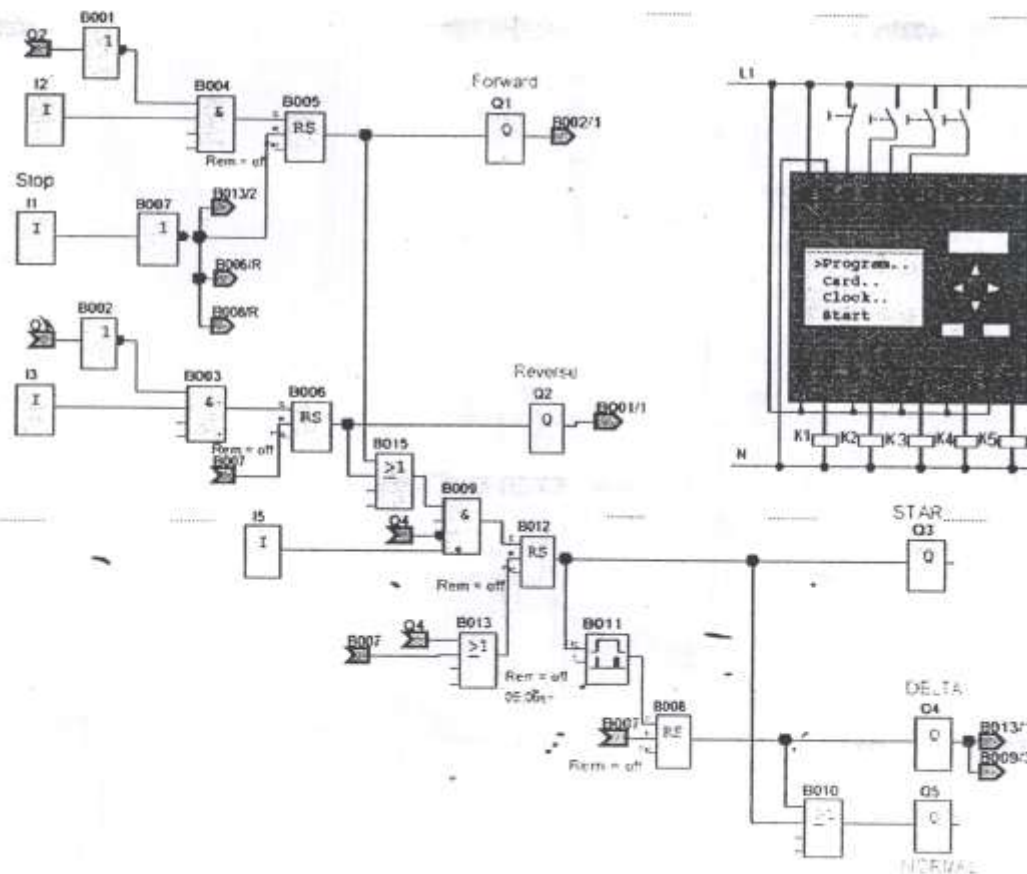 B001
Q2
1
I2
I
B004
&
B005
RS
Rem = off
Forward
Q1
Q
B002/1
Stop
I1
I
B007
1
B013/2
B006/R
B008/R
B002
1
I3
I
B003
&
B006
RS
Rem = off
B007
Reverse
Q2
Q
B001/1
B015
>1
B009
&
Q4
I5
I
B012
RS
Rem = off
STAR
Q3
Q
B013
>1
Q4
B007
B011
Rem = off
B008
RS
B007
Rem = off
DELTA
Q4
Q
B013/1
B009/3
B010
Q5
NORMAL
L1
>Program..
Card..
Clock..
Start
K1
K2
K3
K4
K5
N